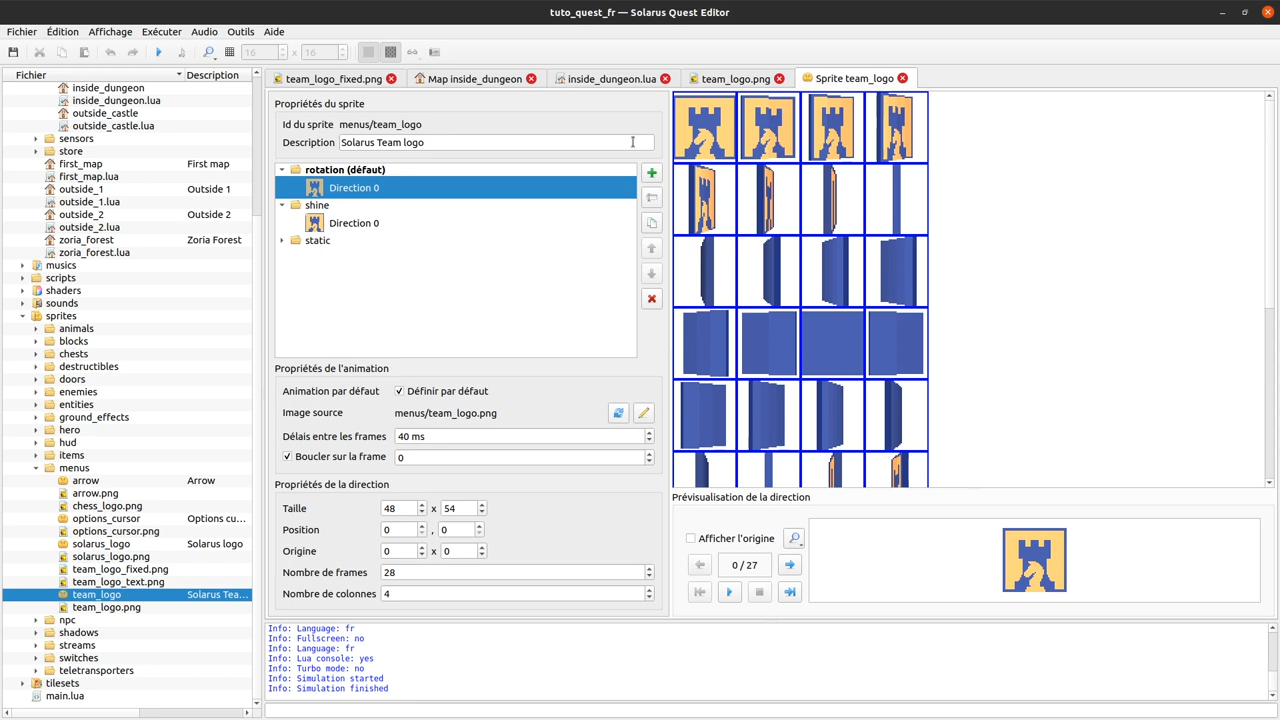 tuto_quest_fr — Solarus Quest Editor
Fichier Édition Affichage Exécuter Audio Outils Aide
16 x 16
Fichier Description
inside_dungeon
inside_dungeon.lua
outside_castle
outside_castle.lua
sensors
store
first_map First map
first_map.lua
outside_1 Outside 1
outside_1.lua
outside_2 Outside 2
outside_2.lua
zoria_forest Zoria Forest
zoria_forest.lua
musics
scripts
shaders
sounds
sprites
animals
blocks
chests
destructibles
doors
enemies
entities
ground_effects
hero
hud
items
menus
arrow Arrow
arrow.png
chess_logo.png
options_cursor Options cu...
options_cursor.png
solarus_logo Solarus logo
solarus_logo.png
team_logo_fixed.png
team_logo_text.png
team_logo Solarus Tea...
team_logo.png
npc
shadows
streams
switches
teletransporters
tilesets
main.lua
team_logo_fixed.png Map inside_dungeon inside_dungeon.lua team_logo.png Sprite team_logo
Propriétés du sprite
Id du sprite menus/team_logo
Description Solarus Team logo
rotation (défaut)
Direction 0
shine
Direction 0
static
Propriétés de l'animation
Animation par défaut Définir par défaut
Image source menus/team_logo.png
Délais entre les frames 40 ms
Boucler sur la frame 0
Propriétés de la direction
Taille 48 x 54
Position 0 , 0
Origine 0 x 0
Nombre de frames 28
Nombre de colonnes 4
Prévisualisation de la direction
Afficher l'origine
0 / 27
Info: Language: fr
Info: Fullscreen: no
Info: Language: fr
Info: Lua console: yes
Info: Turbo mode: no
Info: Simulation started
Info: Simulation finished